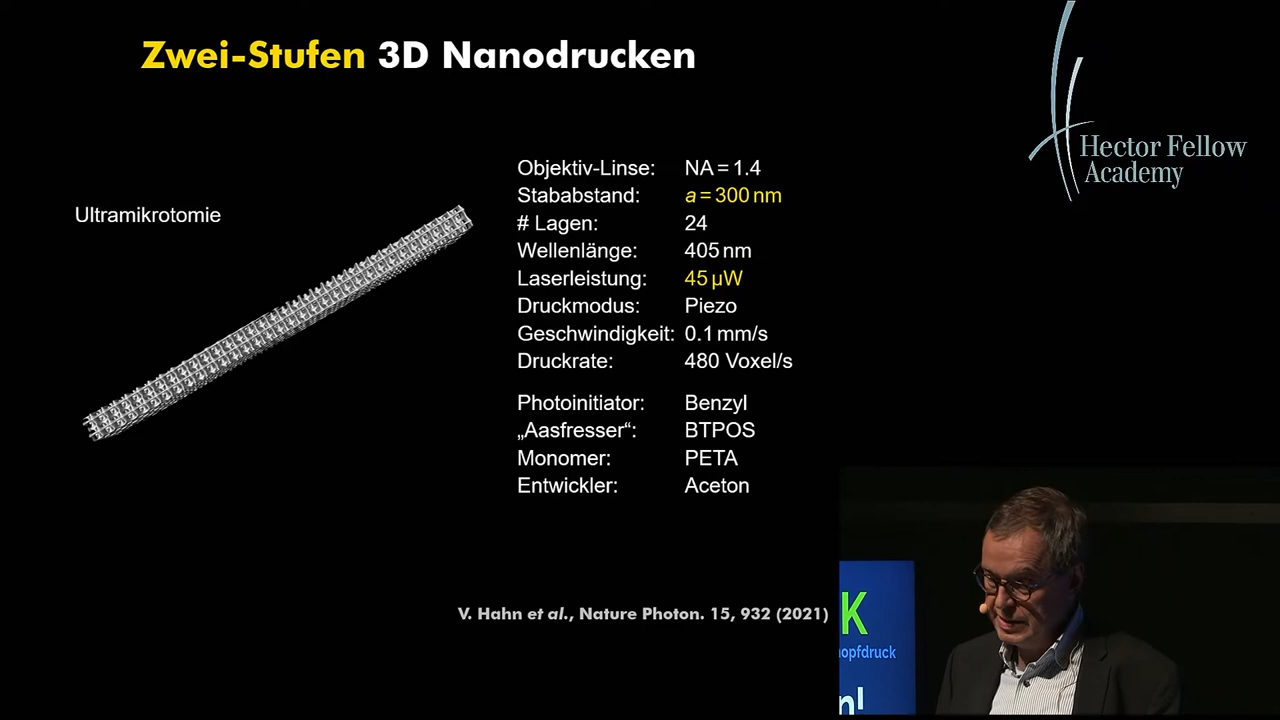 Zwei-Stufen 3D Nanodrucken
Hector Fellow
Academy
Ultramikrotomie
Objektiv-Linse: NA = 1.4
Stababstand: a = 300 nm
# Lagen: 24
Wellenlänge: 405 nm
Laserleistung: 45 µW
Druckmodus: Piezo
Geschwindigkeit: 0.1 mm/s
Druckrate: 480 Voxel/s
Photoinitiator: Benzyl
„Aasfresser“: BTPOS
Monomer: PETA
Entwickler: Aceton
V. Hahn et al., Nature Photon. 15, 932 (2021)
K
opfdruck